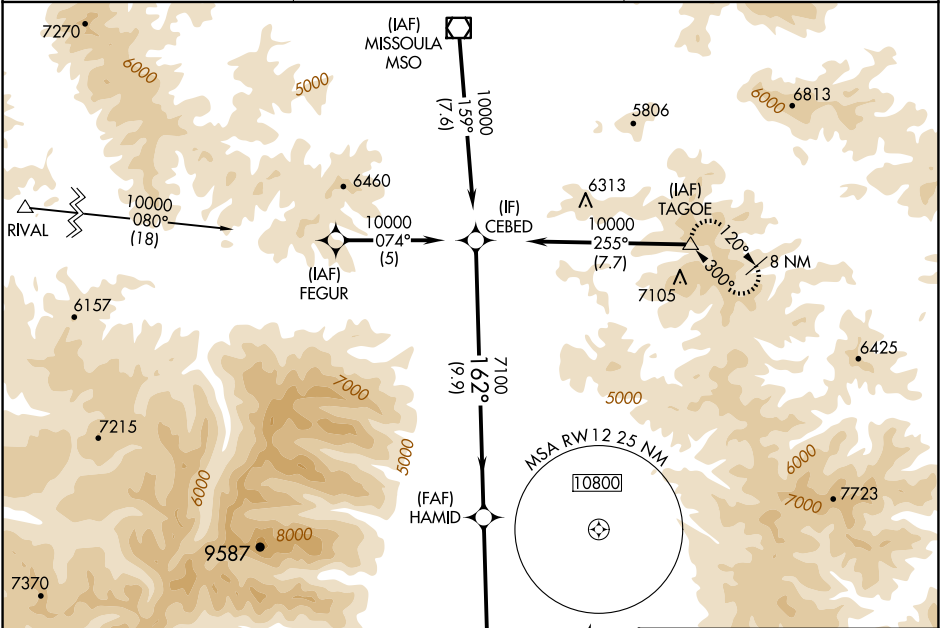 7270
6000
5000
(IAF)
MISSOULA
MSO
10000
159°
(7.6)
5806
6000
6813
6460
6313
(IAF)
TAGOE
RIVAL
10000
080°
(18)
10000
074°
(5)
(IF)
CEBED
10000
255°
(7.7)
120°
300°
8 NM
(IAF)
FEGUR
7105
6157
6425
7000
7100
162°
(9.9)
5000
7215
5000
6000
MSA RW12 25 NM
10800
6000
7000
7723
(FAF)
HAMID
8000
9587
7370